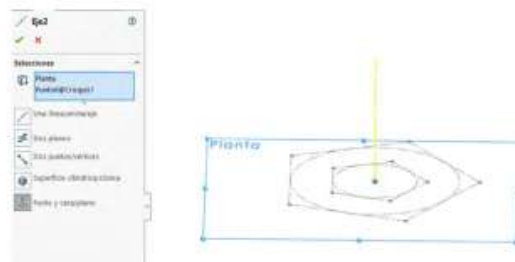 Eje2
Selecciones
Planta
Punto0@Croquis1
Una línea/arista/eje
Dos planos
Dos puntos/vértices
Superficie cilíndrica/cónica
Punto y cara/plano
Planta